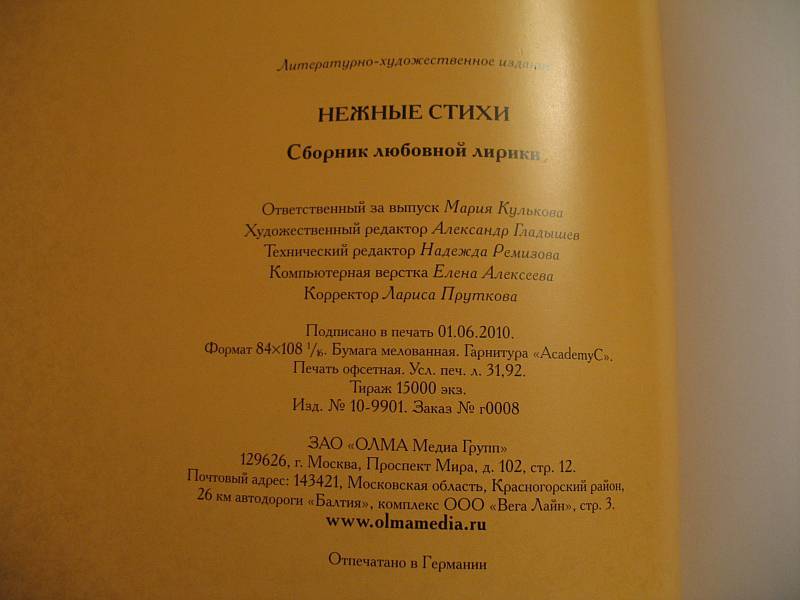 Литературно-художественное издание
НЕЖНЫЕ СТИХИ
Сборник любовной лирики
Ответственный за выпуск Мария Кулькова
Художественный редактор Александр Гладышев
Технический редактор Надежда Ремизова
Компьютерная верстка Елена Алексеева
Корректор Лариса Пруткова
Подписано в печать 01.06.2010.
Формат 84×108 1/16. Бумага мелованная. Гарнитура «AcademyC».
Печать офсетная. Усл. печ. л. 31,92.
Тираж 15000 экз.
Изд. № 10-9901. Заказ № г0008
ЗАО «ОЛМА Медиа Групп»
129626, г. Москва, Проспект Мира, д. 102, стр. 12.
Почтовый адрес: 143421, Московская область, Красногорский район,
26 км автодороги «Балтия», комплекс ООО «Вега Лайн», стр. 3.
www.olmamedia.ru
Отпечатано в Германии